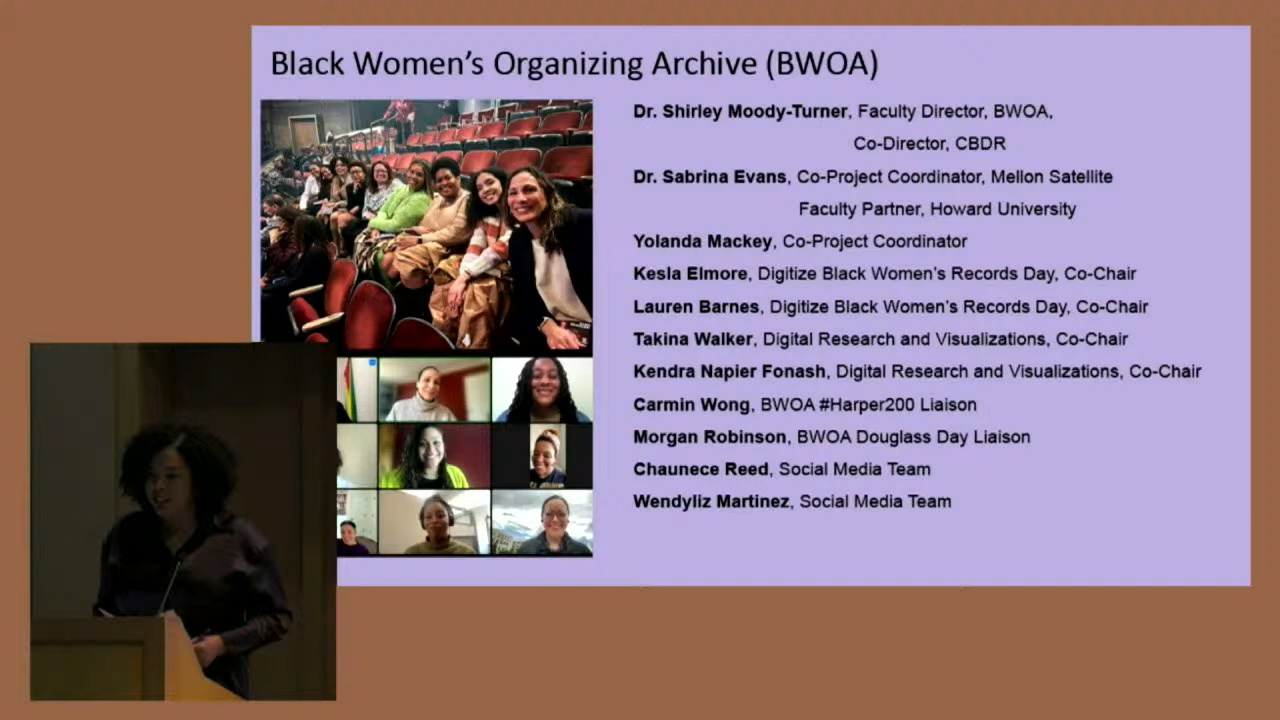 Black Women’s Organizing Archive (BWOA)
Dr. Shirley Moody-Turner, Faculty Director, BWOA,
Co-Director, CBDR
Dr. Sabrina Evans, Co-Project Coordinator, Mellon Satellite
Faculty Partner, Howard University
Yolanda Mackey, Co-Project Coordinator
Kesla Elmore, Digitize Black Women’s Records Day, Co-Chair
Lauren Barnes, Digitize Black Women’s Records Day, Co-Chair
Takina Walker, Digital Research and Visualizations, Co-Chair
Kendra Napier Fonash, Digital Research and Visualizations, Co-Chair
Carmin Wong, BWOA #Harper200 Liaison
Morgan Robinson, BWOA Douglass Day Liaison
Chaunece Reed, Social Media Team
Wendyliz Martinez, Social Media Team